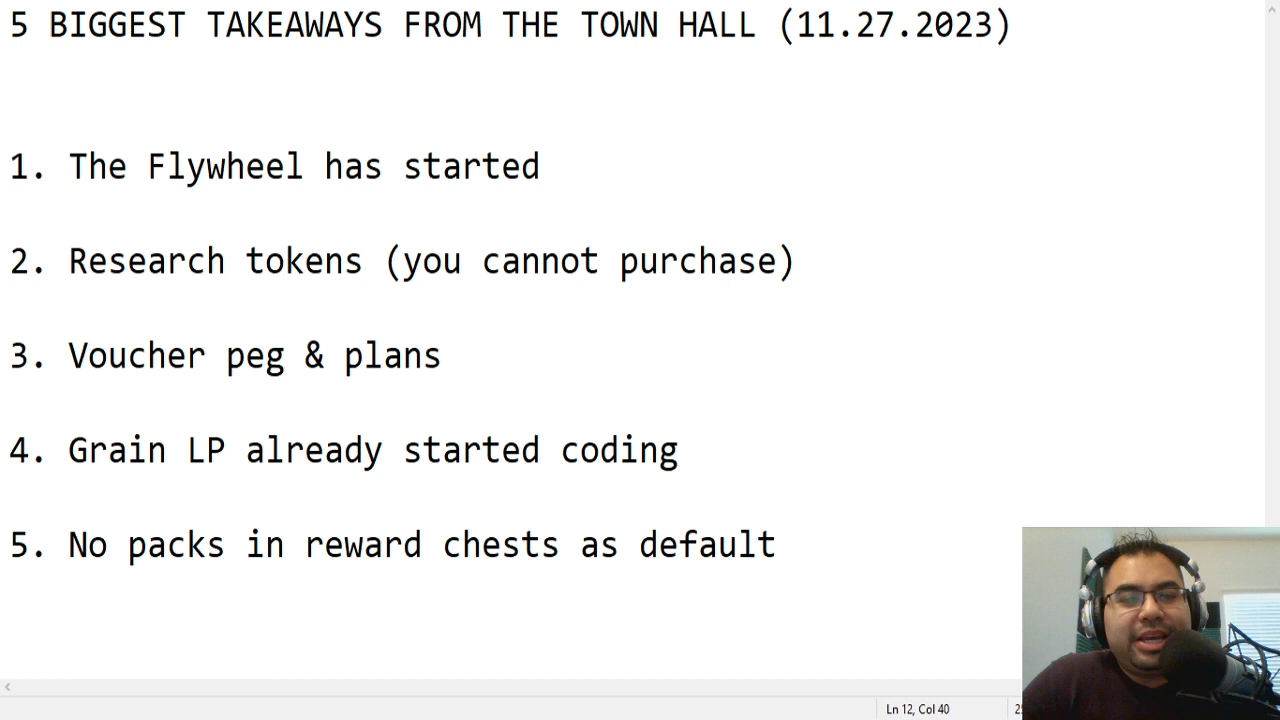 5 BIGGEST TAKEAWAYS FROM THE TOWN HALL (11.27.2023)
1. The Flywheel has started
2. Research tokens (you cannot purchase)
3. Voucher peg & plans
4. Grain LP already started coding
5. No packs in reward chests as default
Ln 12, Col 40